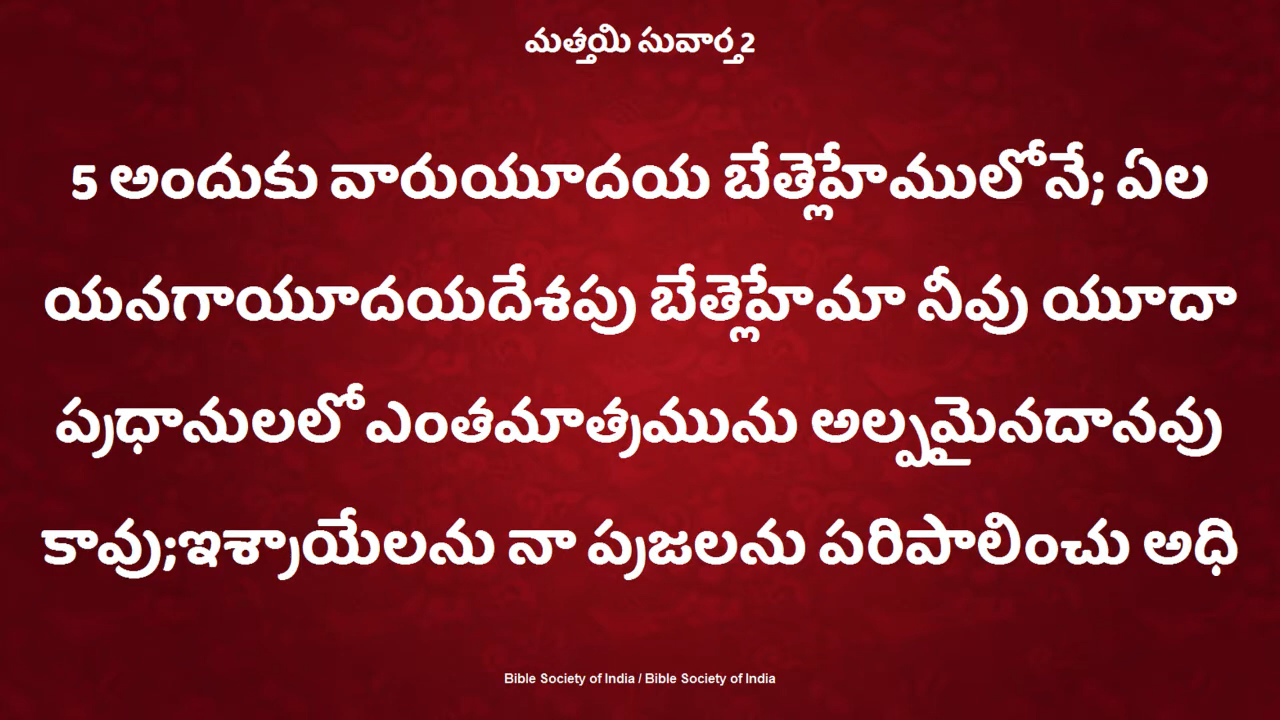 మత్తయి సువార్త 2
5 అందుకు వారుయూదయ బేత్లెహేములోనే; ఏల
యనగాయూదయదేశపు బేత్లెహేమా నీవు యూదా
ప్రధానులలో ఎంతమాత్రమును అల్పమైనదానవు
కావు;ఇశ్రాయేలను నా ప్రజలను పరిపాలించు అధి
Bible Society of India / Bible Society of India